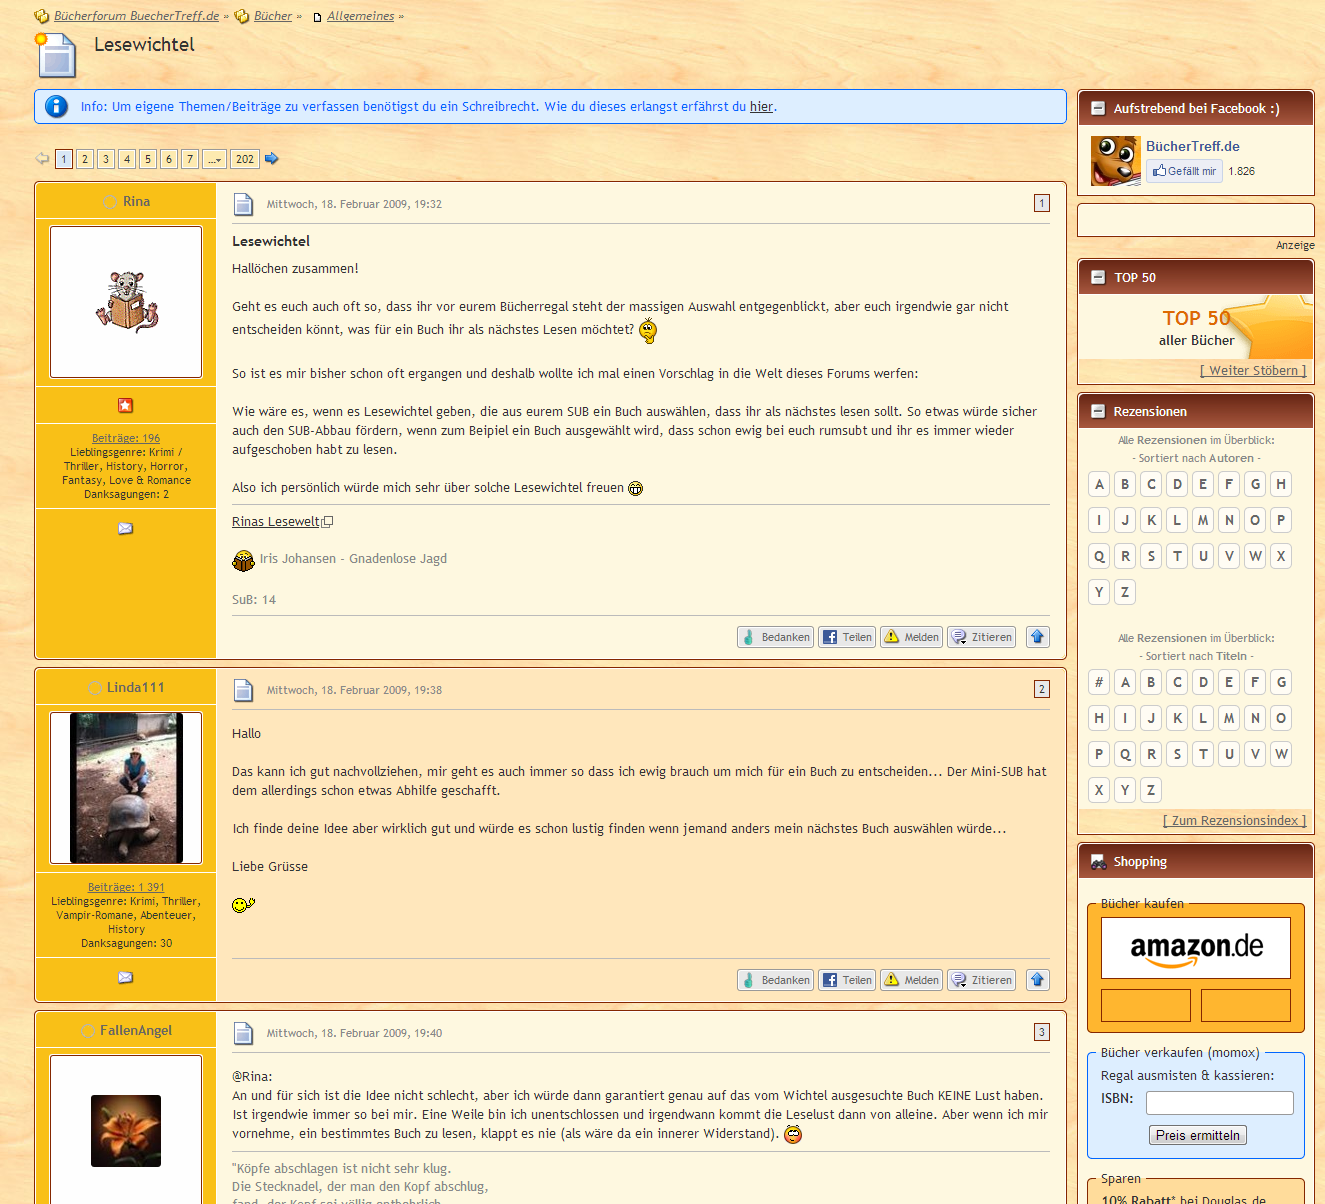 Bücherforum BuecherTreff.de » Bücher » Allgemeines »
Lesewichtel
Info: Um eigene Themen/Beiträge zu verfassen benötigst du ein Schreibrecht. Wie du dieses erlangst erfährst du hier.
1 2 3 4 5 6 7 ... 202
Rina
Beiträge: 196
Lieblingsgenre: Krimi /
Thriller, History, Horror,
Fantasy, Love & Romance
Danksagungen: 2
Mittwoch, 18. Februar 2009, 19:32
1
Lesewichtel
Hallöchen zusammen!
Geht es euch auch oft so, dass ihr vor eurem Bücherregal steht der massigen Auswahl entgegenblickt, aber euch irgendwie gar nicht
entscheiden könnt, was für ein Buch ihr als nächstes Lesen möchtet?
So ist es mir bisher schon oft ergangen und deshalb wollte ich mal einen Vorschlag in die Welt dieses Forums werfen:
Wie wäre es, wenn es Lesewichtel geben, die aus eurem SUB ein Buch auswählen, dass ihr als nächstes lesen sollt. So etwas würde sicher
auch den SUB-Abbau fördern, wenn zum Beipiel ein Buch ausgewählt wird, dass schon ewig bei euch rumsubt und ihr es immer wieder
aufgeschoben habt zu lesen.
Also ich persönlich würde mich sehr über solche Lesewichtel freuen
Rinas Lesewelt
Iris Johansen - Gnadenlose Jagd
SuB: 14
Bedanken Teilen Melden Zitieren
Linda111
Beiträge: 1 391
Lieblingsgenre: Krimi, Thriller,
Vampir-Romane, Abenteuer,
History
Danksagungen: 30
Mittwoch, 18. Februar 2009, 19:38
2
Hallo
Das kann ich gut nachvollziehen, mir geht es auch immer so dass ich ewig brauch um mich für ein Buch zu entscheiden... Der Mini-SUB hat
dem allerdings schon etwas Abhilfe geschafft.
Ich finde deine Idee aber wirklich gut und würde es schon lustig finden wenn jemand anders mein nächstes Buch auswählen würde...
Liebe Grüsse
Bedanken Teilen Melden Zitieren
FallenAngel
Mittwoch, 18. Februar 2009, 19:40
3
@Rina:
An und für sich ist die Idee nicht schlecht, aber ich würde dann garantiert genau auf das vom Wichtel ausgesuchte Buch KEINE Lust haben.
Ist irgendwie immer so bei mir. Eine Weile bin ich unentschlossen und irgendwann kommt die Leselust dann von alleine. Aber wenn ich mir
vornehme, ein bestimmtes Buch zu lesen, klappt es nie (als wäre da ein innerer Widerstand).
"Köpfe abschlagen ist nicht sehr klug.
Die Stecknadel, der man den Kopf abschlug,
fand, der Kopf sei völlig entbehrlich
Aufstrebend bei Facebook :)
BücherTreff.de
Gefällt mir 1.826
Anzeige
TOP 50
TOP 50
aller Bücher
[ Weiter Stöbern ]
Rezensionen
Alle Rezensionen im Überblick:
- Sortiert nach Autoren -
A B C D E F G H
I J K L M N O P
Q R S T U V W X
Y Z
Alle Rezensionen im Überblick:
- Sortiert nach Titeln -
# A B C D E F G
H I J K L M N O
P Q R S T U V W
X Y Z
[ Zum Rezensionsindex ]
Shopping
Bücher kaufen
amazon.de
Bücher verkaufen (momox)
Regal ausmisten & kassieren:
ISBN:
Preis ermitteln
Sparen
10% Rabatt* bei Douglas.de